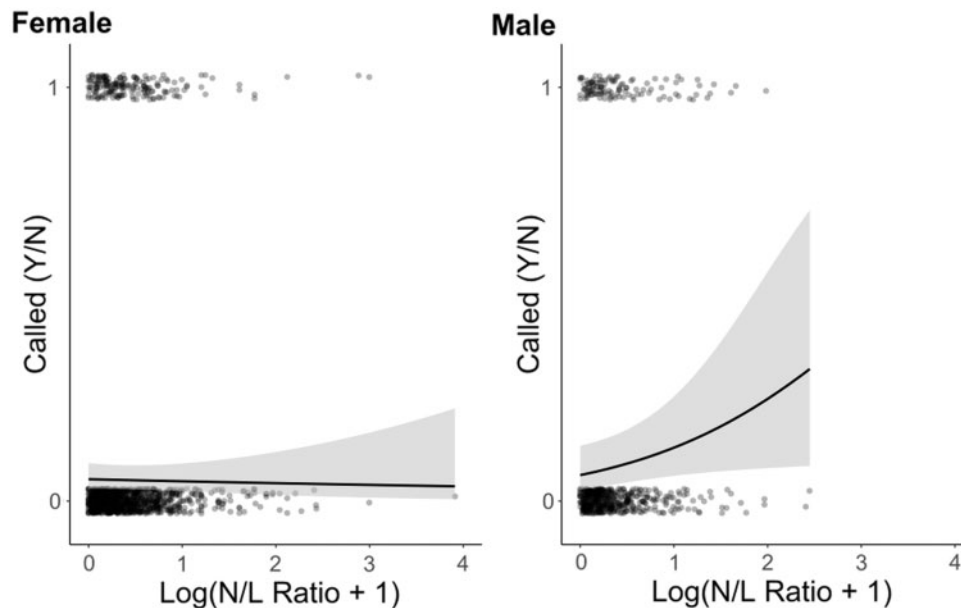 Female
1
Called (Y/N)
0
0 1 2 3 4
Log(N/L Ratio + 1)
Male
1
Called (Y/N)
0
0 1 2 3 4
Log(N/L Ratio + 1)